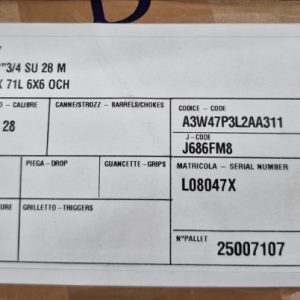 "3/4 SU 28 M
71L 6X6 OCH
CALIBRE
CANNE/STROZZ - BARRELS/CHOKES
CODICE - CODE
28
A3W47P3L2AA311
J-CODE
J686FM8
PIEGA-DROP
GUANCETTE-GRIPS
MATRICOLA - SERIAL NUMBER
L08047X
GRILLETTO-TRIGGERS
N°PALLET
25007107